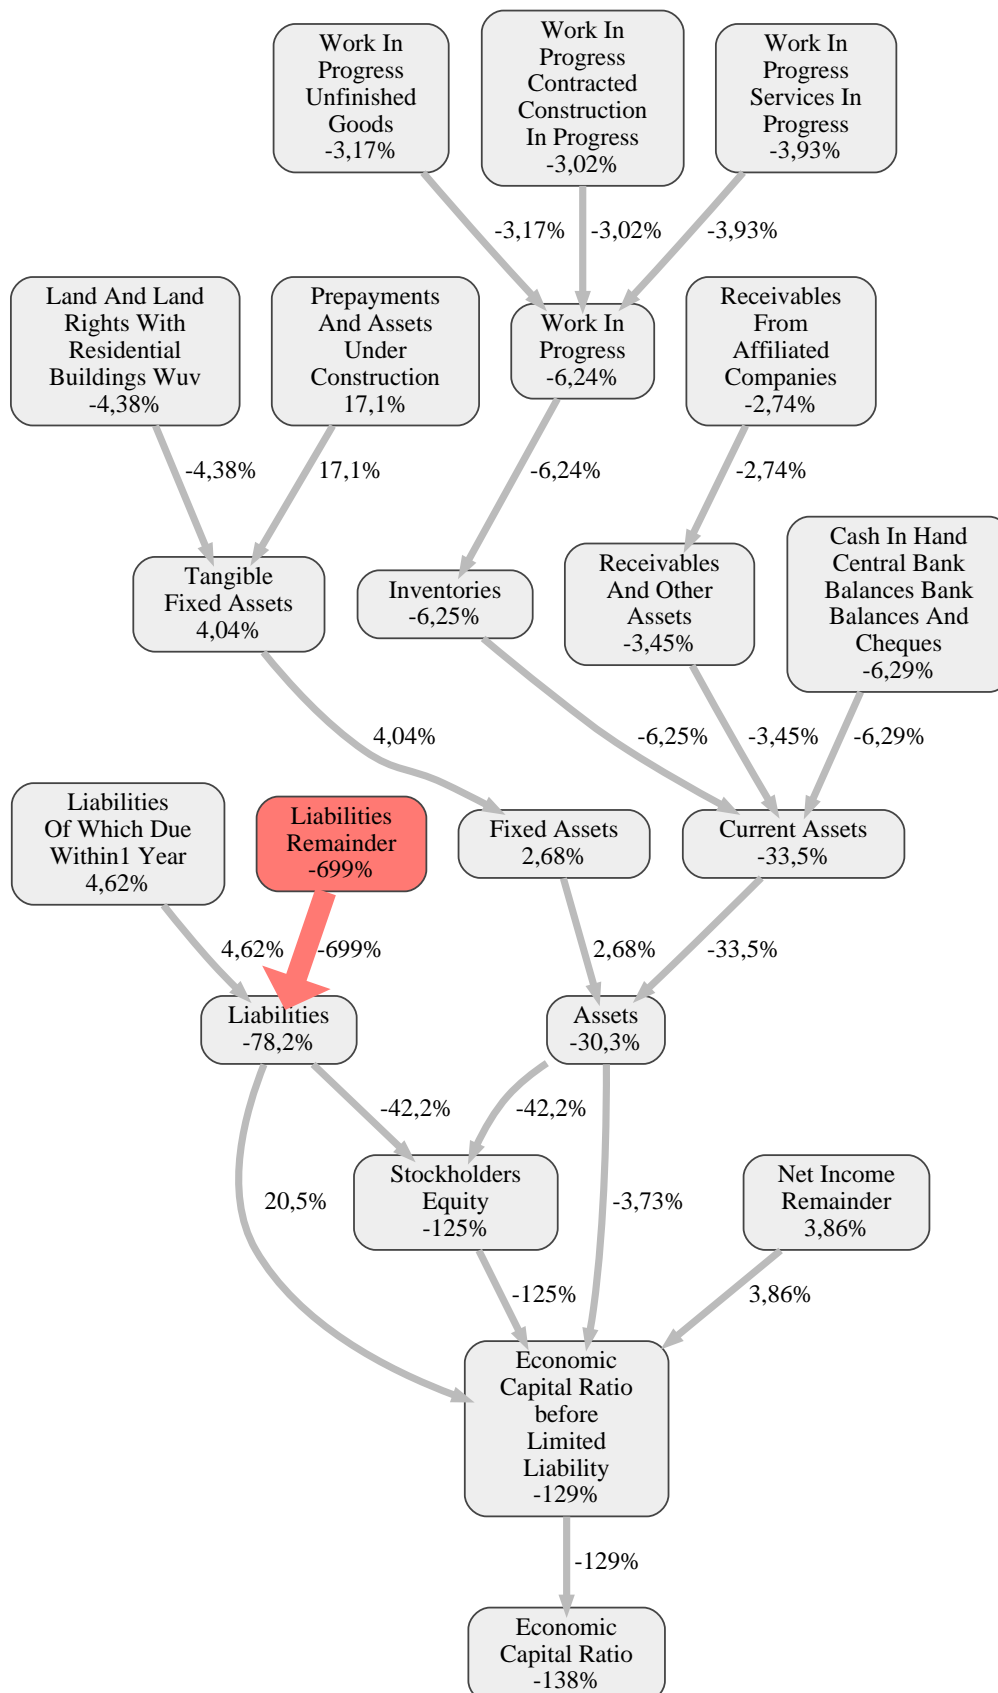 Work In
Progress
Unfinished
Goods
-3,17%
Work In
Progress
Contracted
Construction
In Progress
-3,02%
Work In
Progress
Services In
Progress
-3,93%
-3,17%
-3,02%
-3,93%
Land And Land
Rights With
Residential
Buildings Wuv
-4,38%
Prepayments
And Assets
Under
Construction
17,1%
Work In
Progress
-6,24%
Receivables
From
Affiliated
Companies
-2,74%
-4,38%
17,1%
-6,24%
-2,74%
Tangible
Fixed Assets
4,04%
Inventories
-6,25%
Receivables
And Other
Assets
-3,45%
Cash In Hand
Central Bank
Balances Bank
Balances And
Cheques
-6,29%
4,04%
-6,25%
-3,45%
-6,29%
Liabilities
Of Which Due
Within1 Year
4,62%
Liabilities
Remainder
-699%
Fixed Assets
2,68%
Current Assets
-33,5%
4,62%
-699%
2,68%
-33,5%
Liabilities
-78,2%
Assets
-30,3%
-42,2%
-42,2%
Stockholders
Equity
-125%
Net Income
Remainder
3,86%
20,5%
-3,73%
-125%
3,86%
Economic
Capital Ratio
before
Limited
Liability
-129%
-129%
Economic
Capital Ratio
-138%